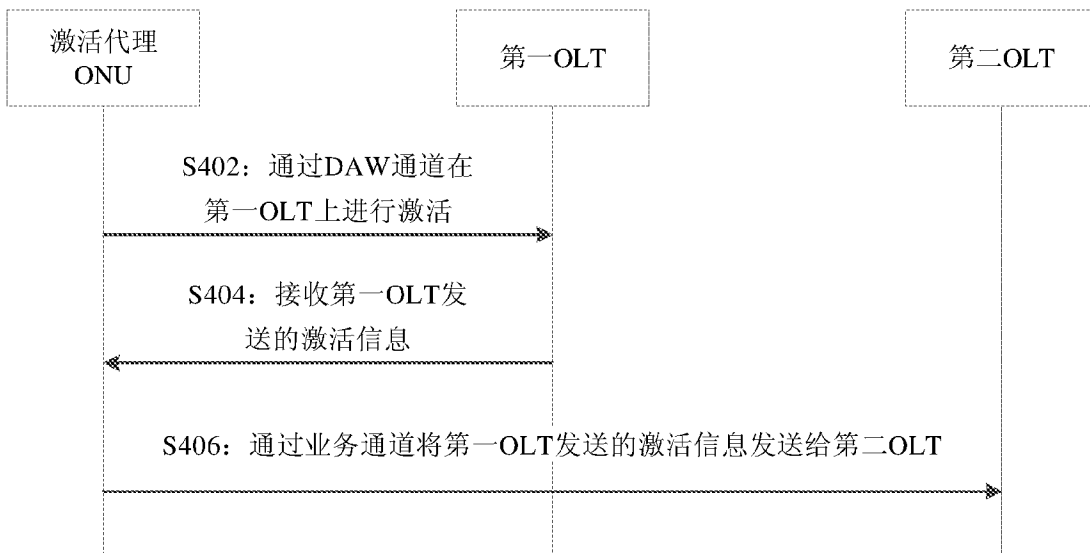 激活代理
ONU
第一OLT
第二OLT
S402：通过DAW通道在
第一OLT上进行激活
S404：接收第一OLT发
送的激活信息
S406：通过业务通道将第一OLT发送的激活信息发送给第二OLT